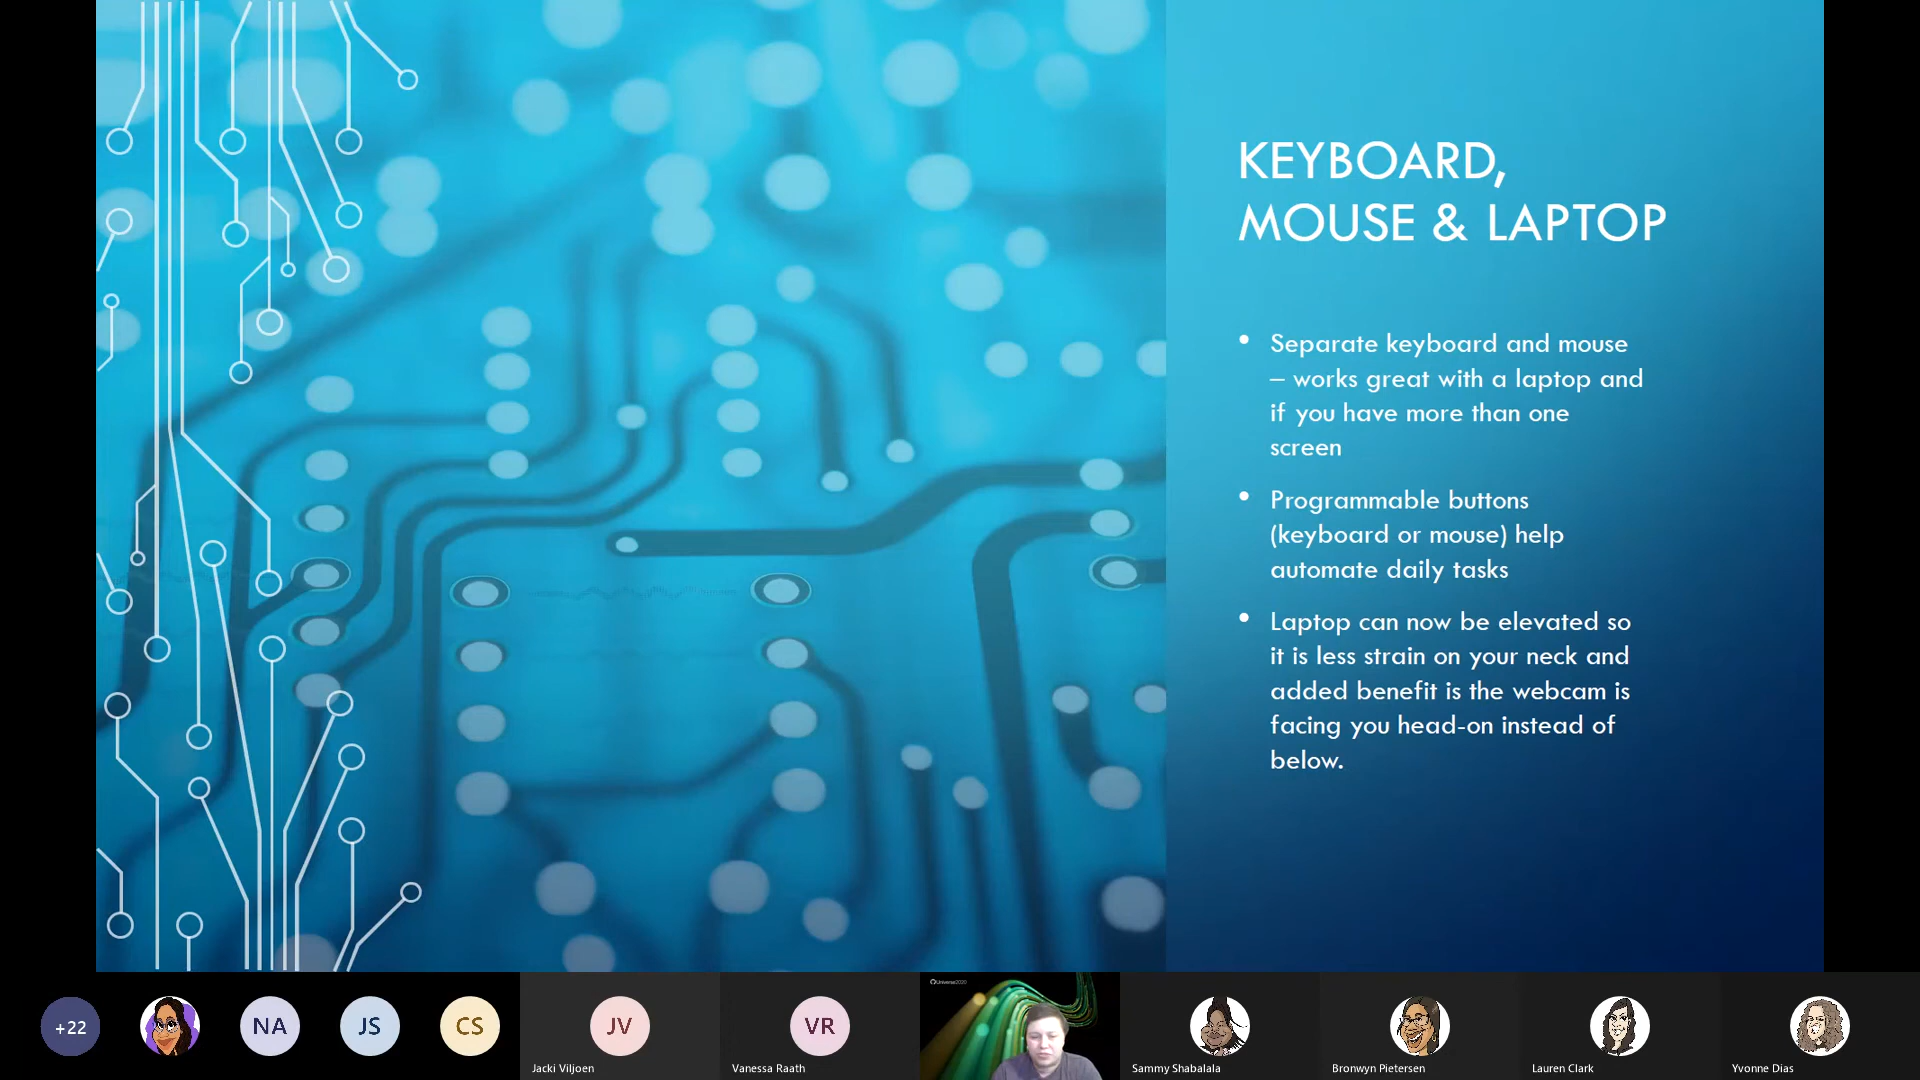 KEYBOARD,
MOUSE & LAPTOP
• Separate keyboard and mouse
– works great with a laptop and
if you have more than one
screen
• Programmable buttons
(keyboard or mouse) help
automate daily tasks
• Laptop can now be elevated so
it is less strain on your neck and
added benefit is the webcam is
facing you head-on instead of
below.
+22
NA
JS
CS
JV
Jacki Viljoen
VR
Vanessa Raath
Universe2020
Sammy Shabalala
Bronwyn Pietersen
Lauren Clark
Yvonne Dias